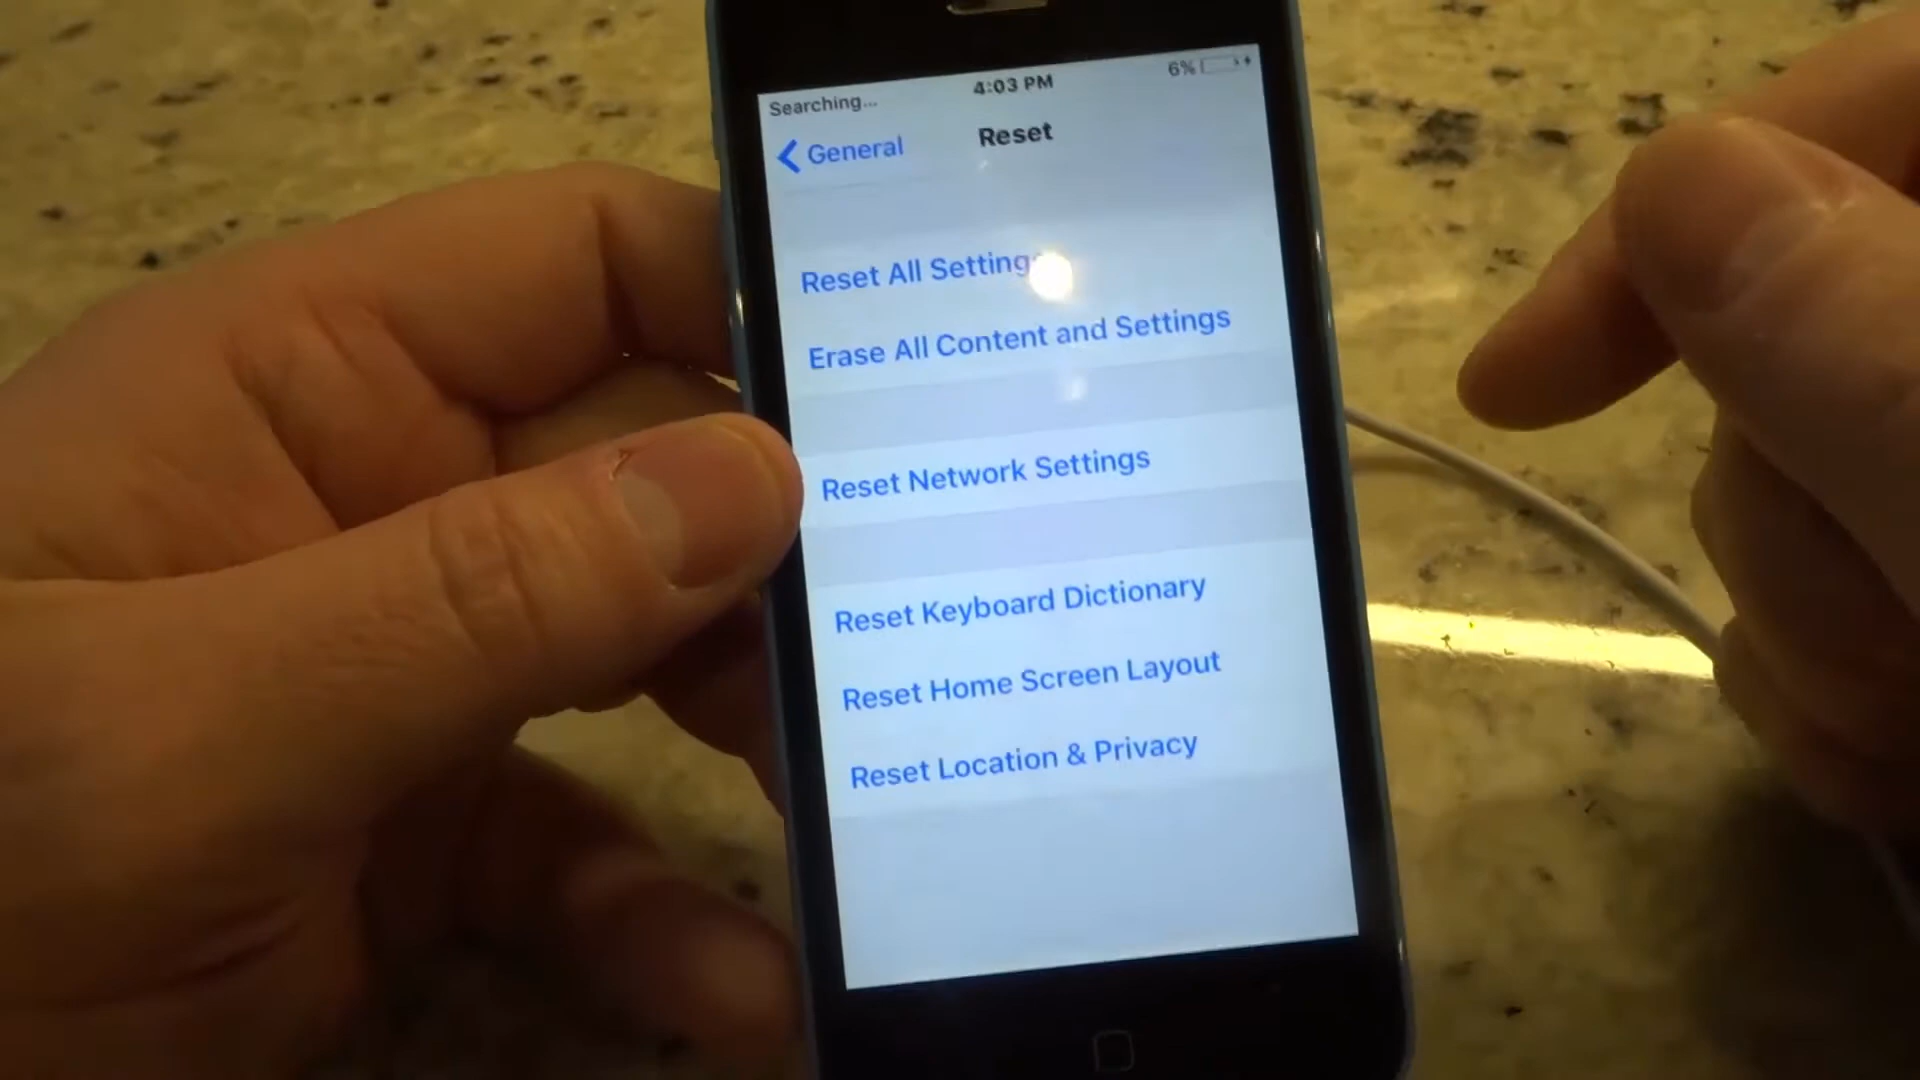 Searching...
4:03 PM
6%
General
Reset
Reset All Setting
Erase All Content and Settings
Reset Network Settings
Reset Keyboard Dictionary
Reset Home Screen Layout
Reset Location & Privacy